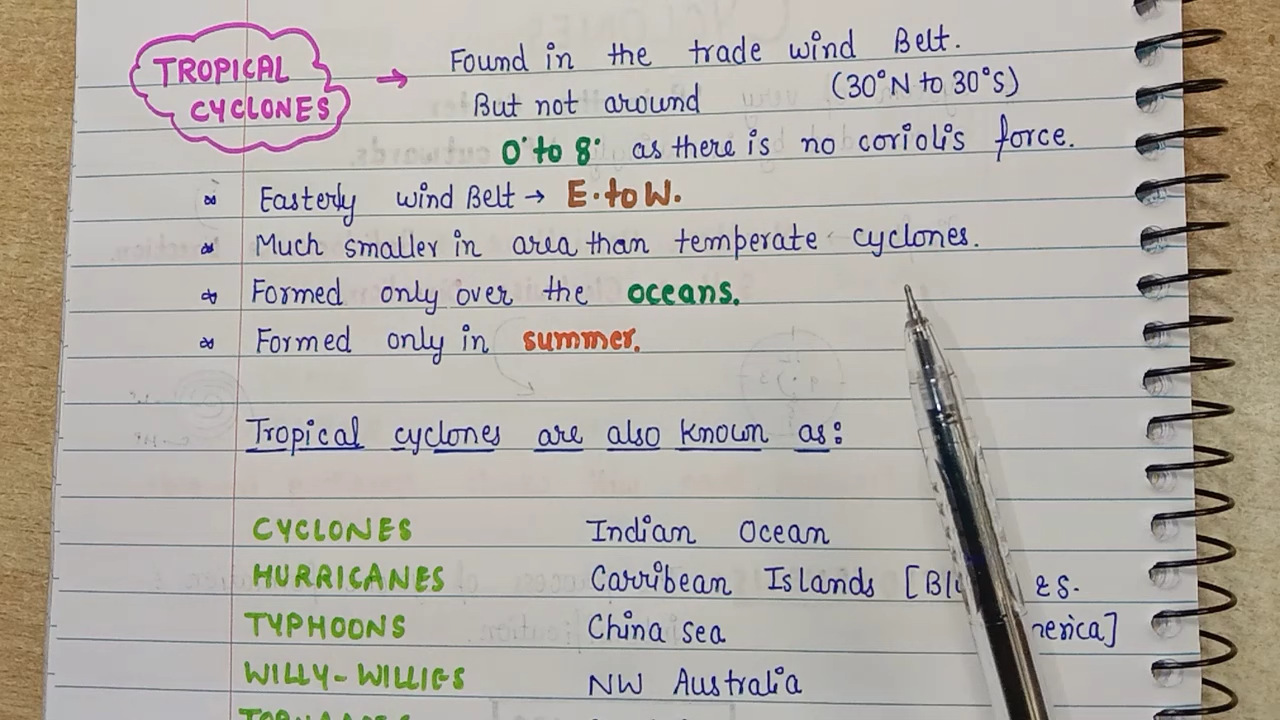 TROPICAL
CYCLONES
→ Found in the trade wind Belt.
(30°N to 30°S)
But not around
0° to 8° as there is no coriolis force.
Easterly wind Belt → E. to W.
Much smaller in area than temperate cyclones.
Formed only over the oceans.
Formed only in summer.
Tropical cyclones are also known as:
CYCLONES Indian Ocean
HURRICANES Carribean Islands [ & S.
TYPHOONS China sea
WILLY-WILLIES NW Australia